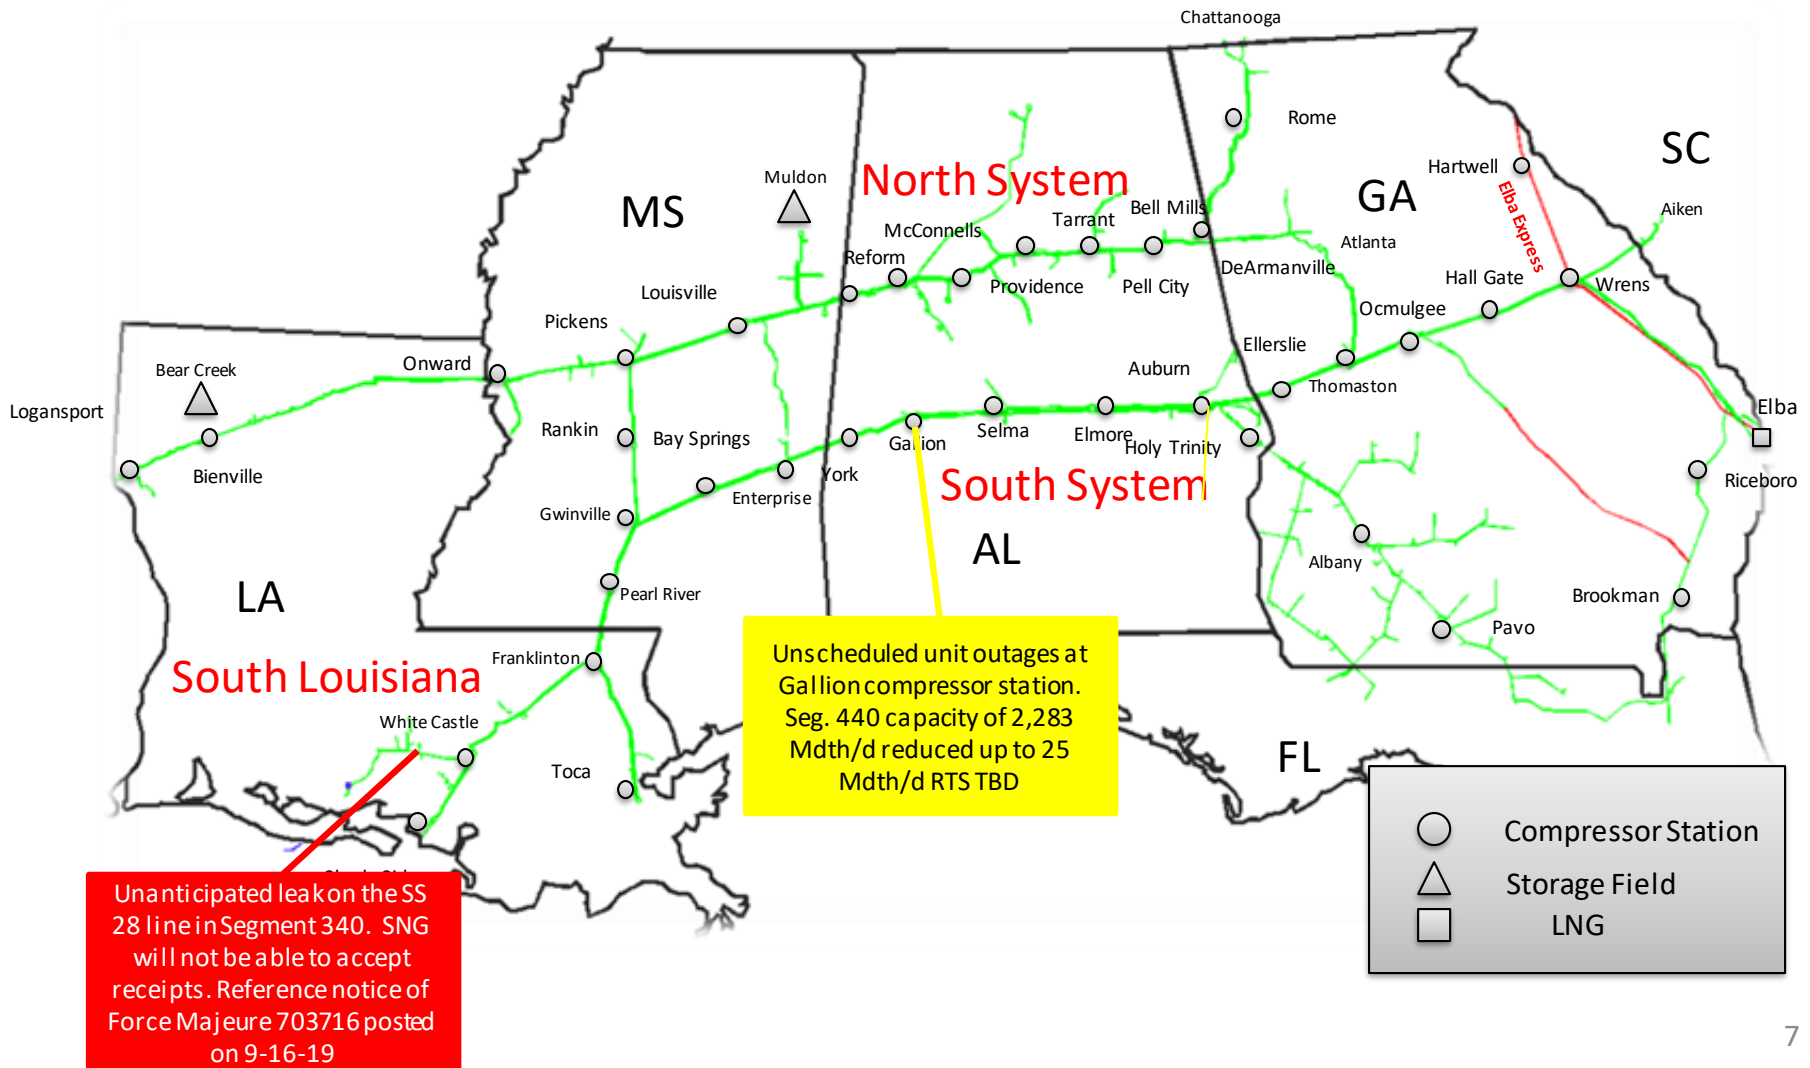 Chattanooga
Rome
SC
Hartwell
Muldon
North System
GA
MS
Elba Express
Aiken
Bell Mills
Tarrant
McConnells
Atlanta
Reform
DeArmanville
Hall Gate
Wrens
Louisville
Providence
Pell City
Ocmulgee
Pickens
Ellerslie
Onward
Bear Creek
Auburn
Thomaston
Logansport
Elba
Rankin
Bay Springs
Gallion
Selma
Elmore
Holy Trinity
Bienville
York
South System
Enterprise
Riceboro
Gwinville
AL
Albany
LA
Pearl River
Brookman
Pavo
Franklinton
South Louisiana
White Castle
Toca
Unscheduled unit outages at
Gallion compressor station.
Seg. 440 capacity of 2,283
Mdth/d reduced up to 25
Mdth/d RTS TBD
FL
Compressor Station
Storage Field
LNG
Unanticipated leak on the SS
28 line in Segment 340. SNG
will not be able to accept
receipts. Reference notice of
Force Majeure 703716 posted
on 9-16-19
7